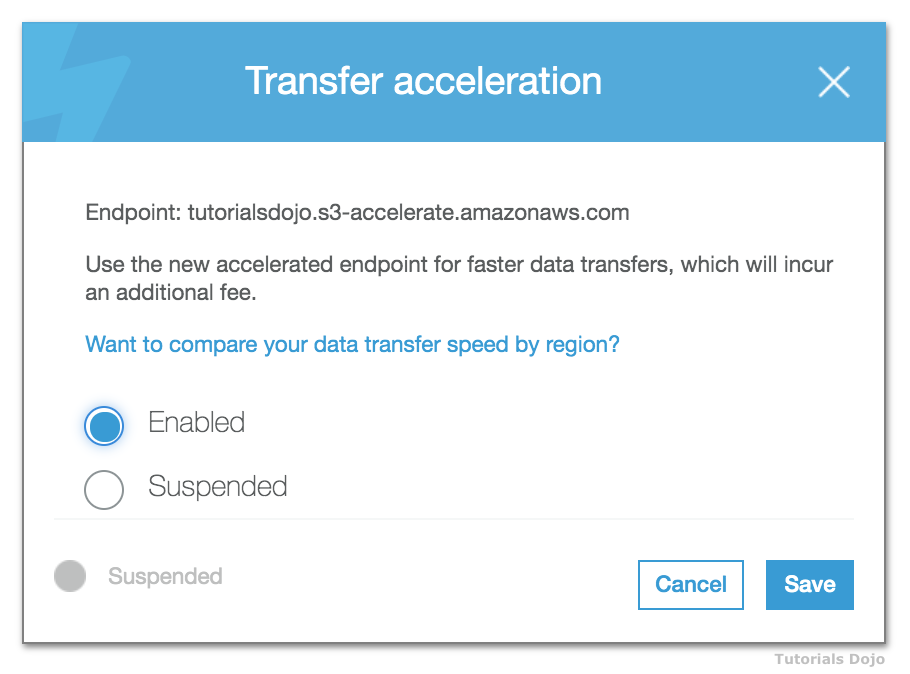 Transfer acceleration
Endpoint: tutorialsdojo.s3-accelerate.amazonaws.com
Use the new accelerated endpoint for faster data transfers, which will incur
an additional fee.
Want to compare your data transfer speed by region?
Enabled
Suspended
Suspended
Cancel
Save
Tutorials Dojo